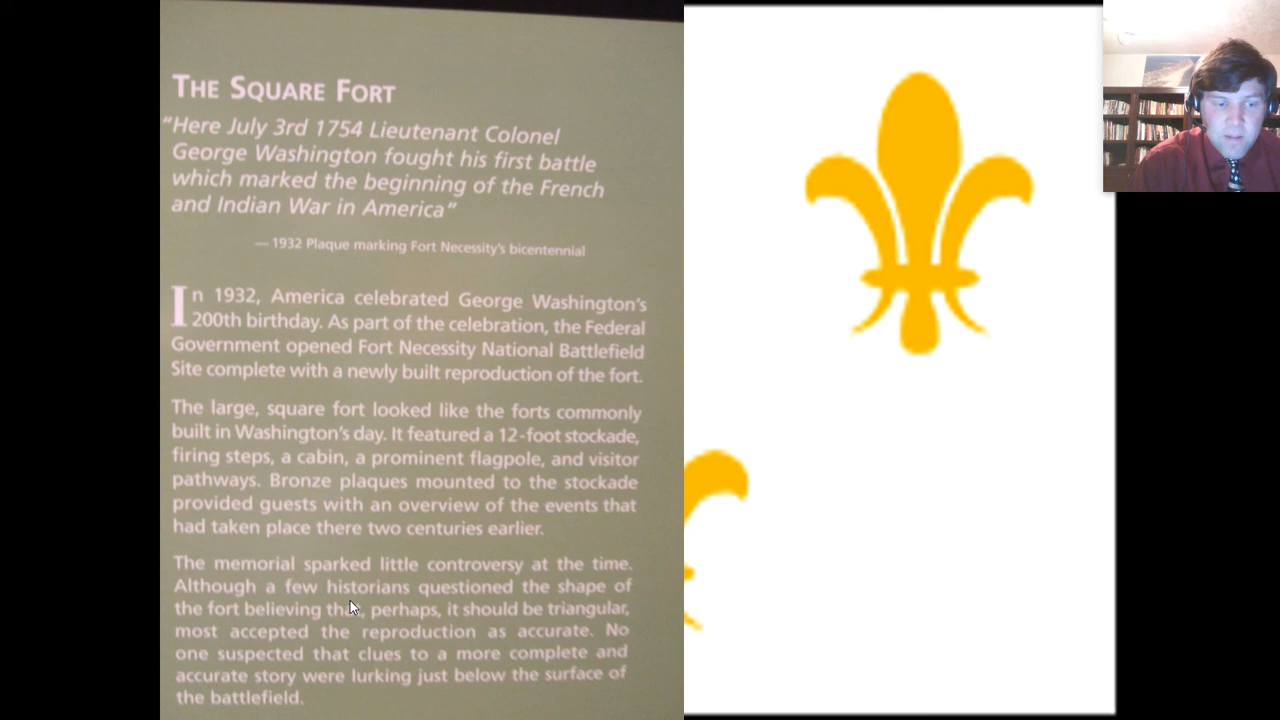 THE SQUARE FORT
"Here July 3rd 1754 Lieutenant Colonel
George Washington fought his first battle
which marked the beginning of the French
and Indian War in America"
— 1932 Plaque marking Fort Necessity's bicentennial
In 1932, America celebrated George Washington's
200th birthday. As part of the celebration, the Federal
Government opened Fort Necessity National Battlefield
Site complete with a newly built reproduction of the fort.
The large, square fort looked like the forts commonly
built in Washington's day. It featured a 12-foot stockade,
firing steps, a cabin, a prominent flagpole, and visitor
pathways. Bronze plaques mounted to the stockade
provided guests with an overview of the events that
had taken place there two centuries earlier.
The memorial sparked little controversy at the time.
Although a few historians questioned the shape of
the fort believing that, perhaps, it should be triangular,
most accepted the reproduction as accurate. No
one suspected that clues to a more complete and
accurate story were lurking just below the surface of
the battlefield.